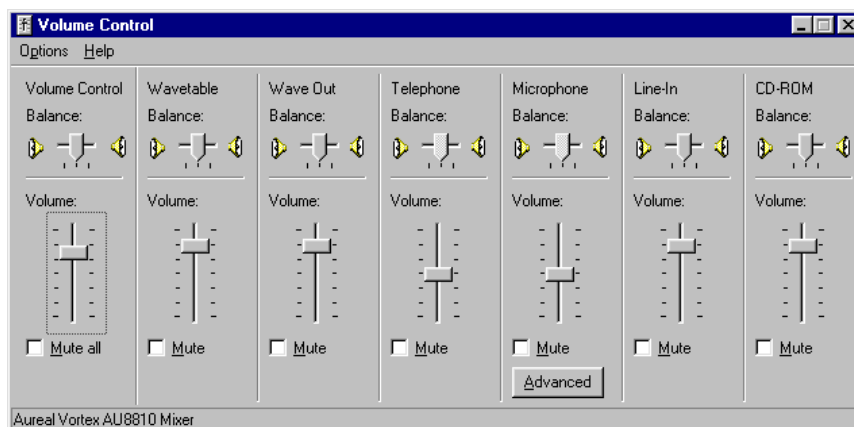 Volume Control
Options Help
Volume Control Wavetable Wave Out Telephone Microphone Line-In CD-ROM
Balance: Balance: Balance: Balance: Balance: Balance: Balance:
Volume: Volume: Volume: Volume: Volume: Volume: Volume:
Mute all Mute Mute Mute Mute Mute Mute
Advanced
Aureal Vortex AU8810 Mixer